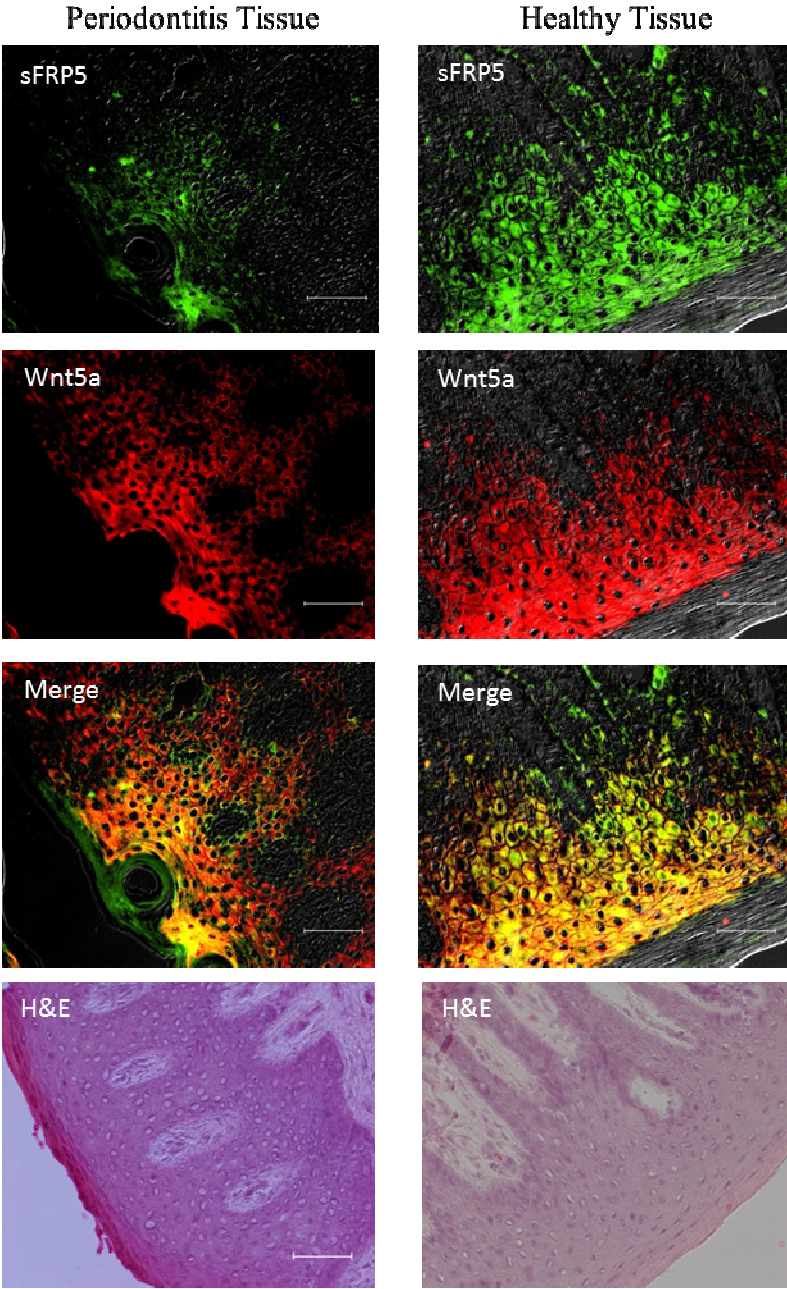 Periodontitis Tissue
Healthy Tissue
sFRP5
sFRP5
Wnt5a
Wnt5a
Merge
Merge
H&E
H&E